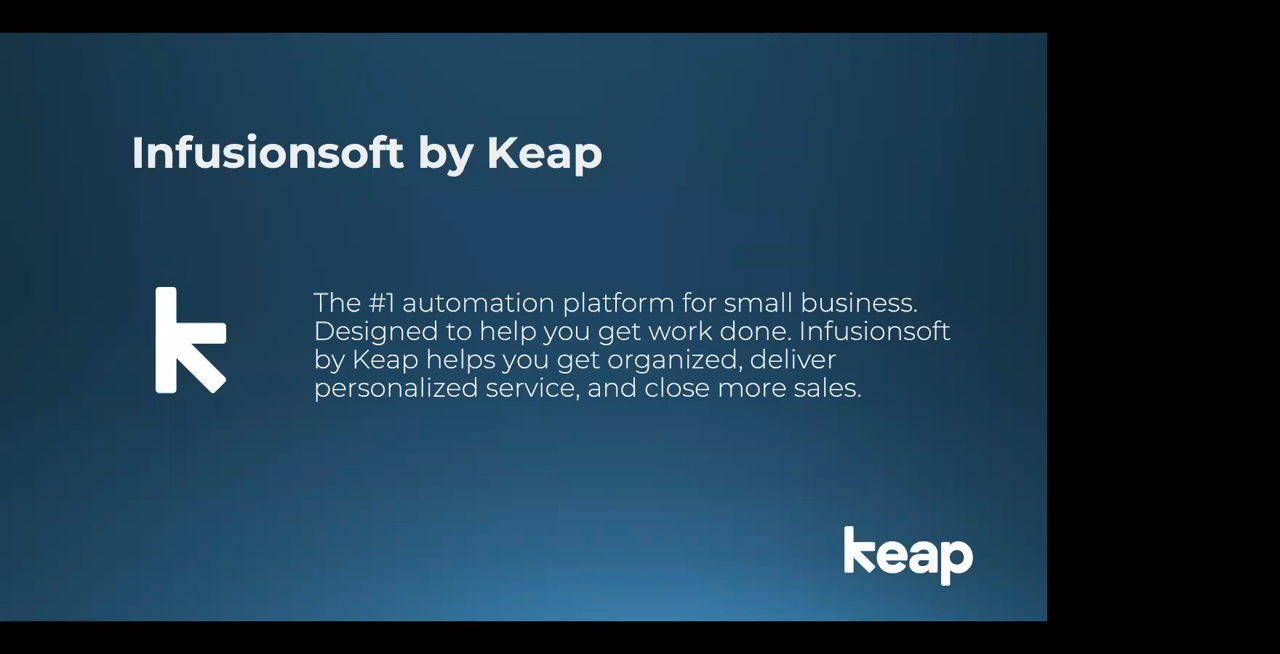 Infusionsoft by Keap
k
The #1 automation platform for small business.
Designed to help you get work done. Infusionsoft
by Keap helps you get organized, deliver
personalized service, and close more sales.
keap